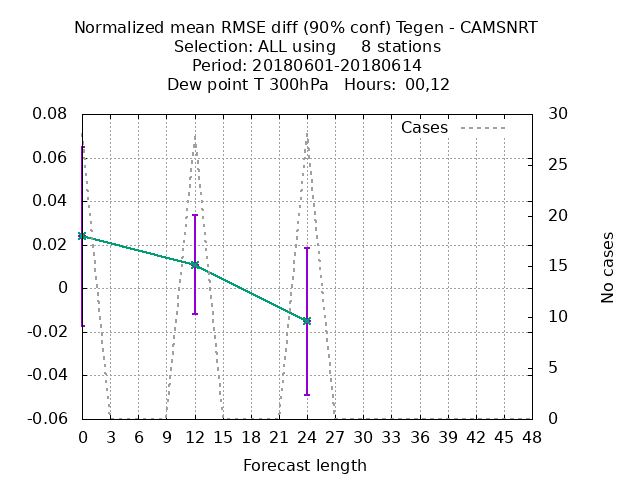 Normalized mean RMSE diff (90% conf) Tegen - CAMSNRT
Selection: ALL using     8 stations
Period: 20180601-20180614
Dew point T 300hPa   Hours:  00,12
Cases
0.08
0.06
0.04
0.02
0
-0.02
-0.04
-0.06
30
25
20
15
10
5
0
No cases
0 3 6 9 12 15 18 21 24 27 30 33 36 39 42 45 48
Forecast length